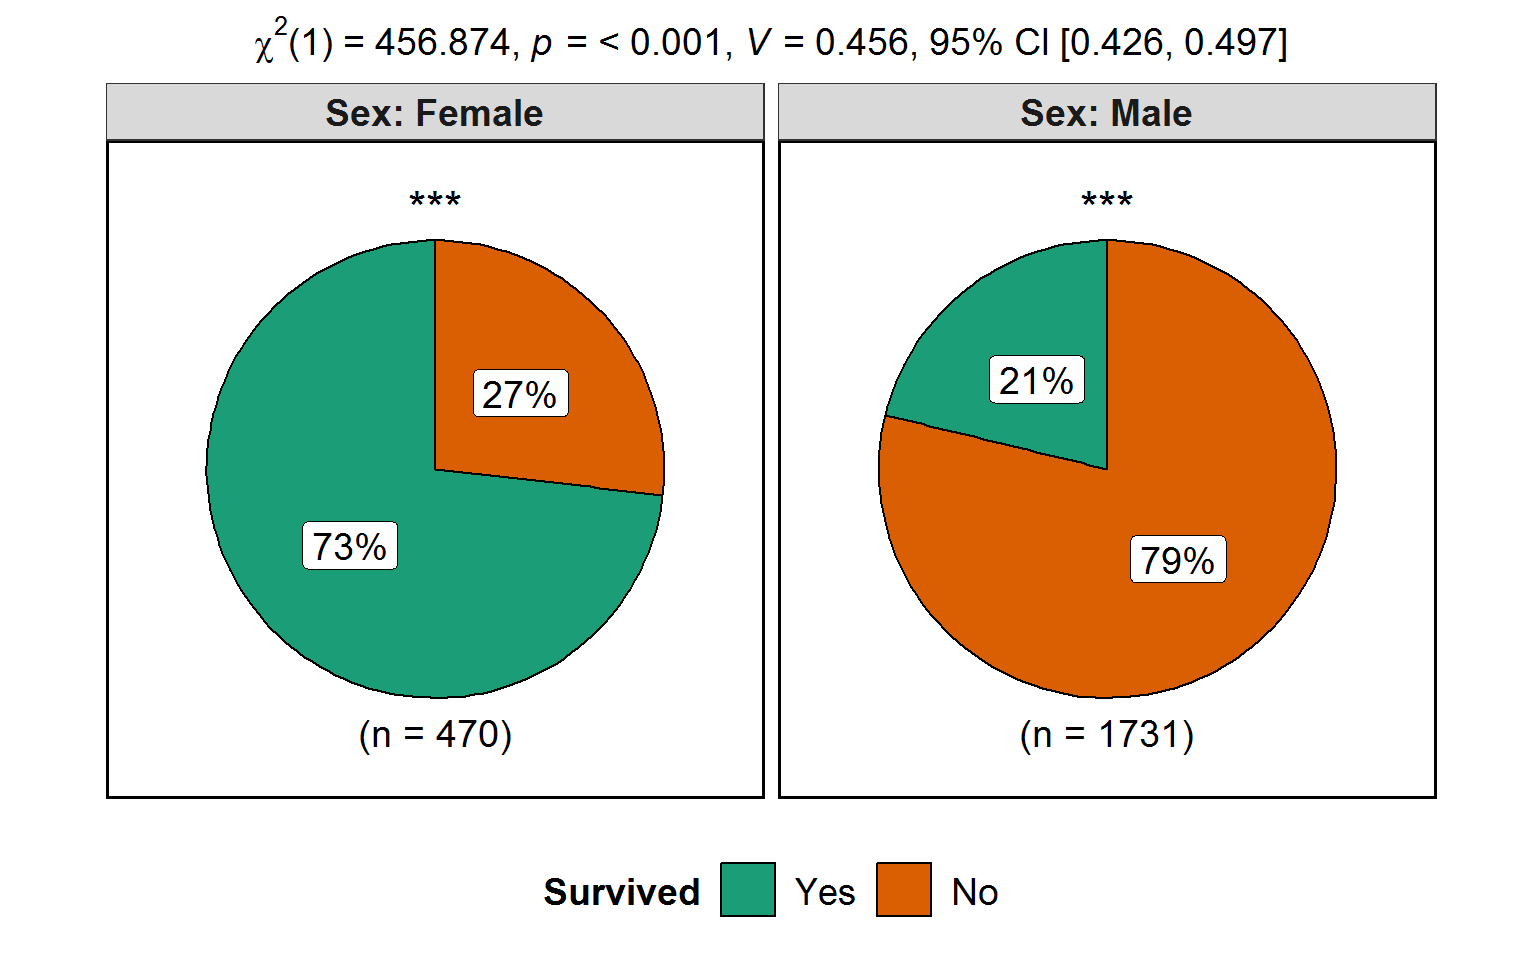 χ²(1) = 456.874, p = < 0.001, V = 0.456, 95% CI [0.426, 0.497]
Sex: Female
***
27%
73%
(n = 470)
Sex: Male
***
21%
79%
(n = 1731)
Survived Yes No